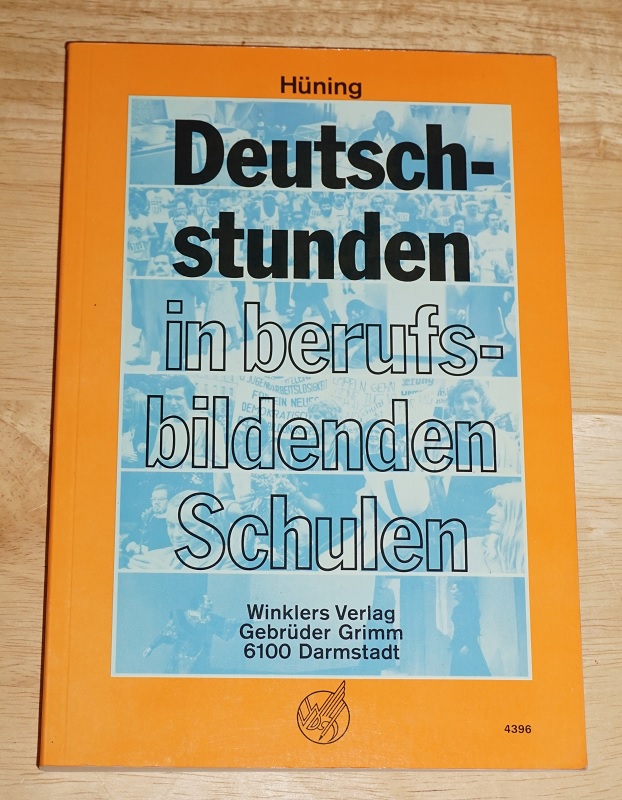 Hüning
Deutsch-
stunden
in berufs-
bildenden
Schulen
Winklers Verlag
Gebrüder Grimm
6100 Darmstadt
4396